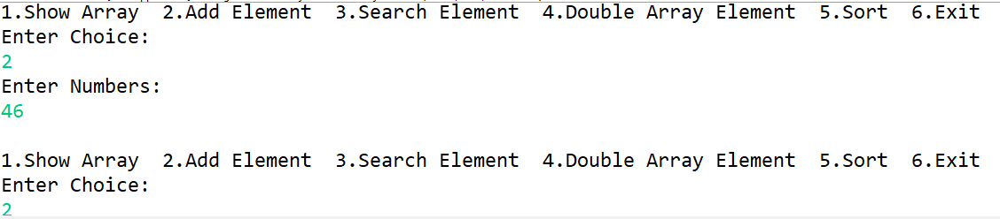 1.Show Array  2.Add Element  3.Search Element  4.Double Array Element  5.Sort  6.Exit
Enter Choice:
2
Enter Numbers:
46
1.Show Array  2.Add Element  3.Search Element  4.Double Array Element  5.Sort  6.Exit
Enter Choice:
2